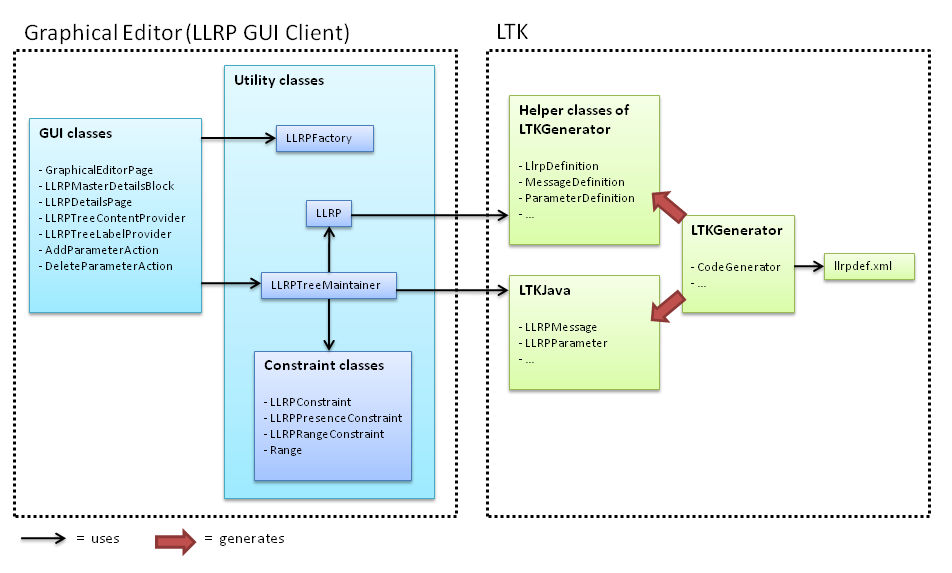 Graphical Editor (LLRP GUI Client)
LTK
Utility classes
GUI classes
- GraphicalEditorPage
- LLRPMasterDetailsBlock
- LLRPDetailsPage
- LLRPTreeContentProvider
- LLRPTreeLabelProvider
- AddParameterAction
- DeleteParameterAction
LLRPFactory
LLRP
LLRPTreeMaintainer
Constraint classes
- LLRPConstraint
- LLRPPresenceConstraint
- LLRPRangeConstraint
- Range
Helper classes of
LTKGenerator
- LlrpDefinition
- MessageDefinition
- ParameterDefinition
- ...
LTKJava
- LLRPMessage
- LLRPParameter
- ...
LTKGenerator
- CodeGenerator
- ...
llrpdef.xml
= uses
= generates